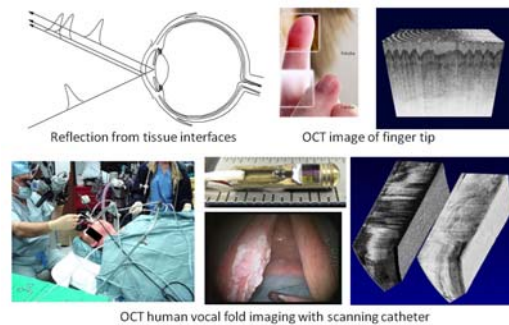 Reflection from tissue interfaces
OCT image of finger tip
OCT human vocal fold imaging with scanning catheter